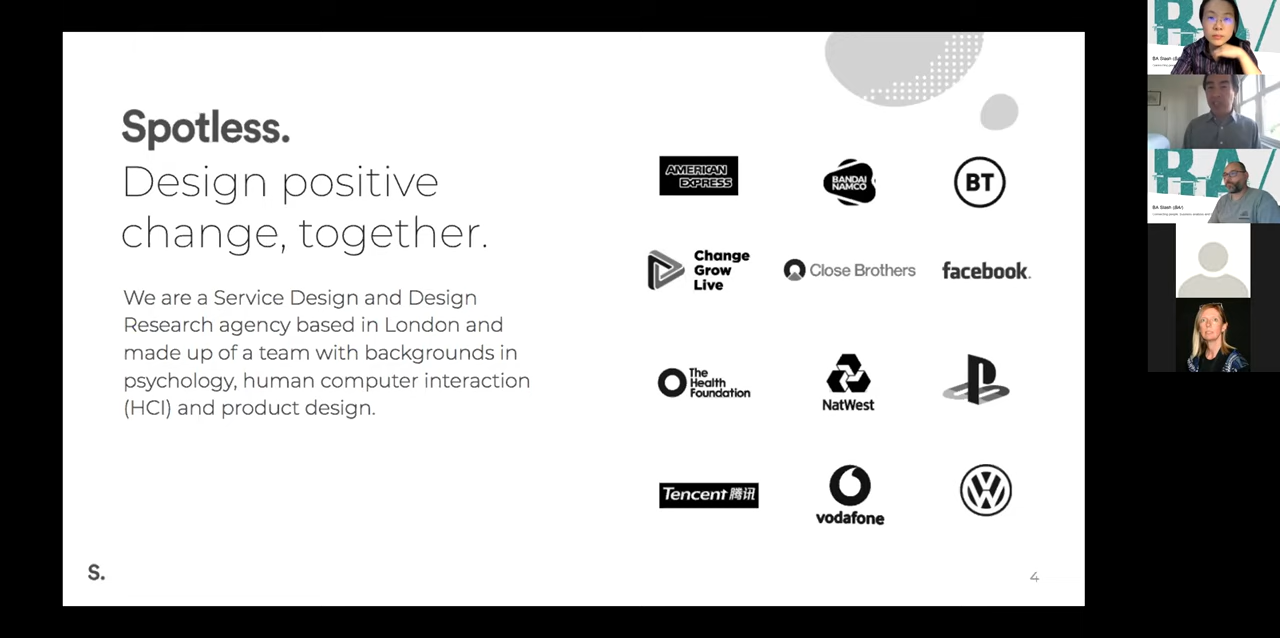 Spotless.
Design positive
change, together.
We are a Service Design and Design
Research agency based in London and
made up of a team with backgrounds in
psychology, human computer interaction
(HCI) and product design.
AMERICAN
EXPRESS
BANDAI
NAMCO
BT
Change
Grow
Live
Close Brothers
facebook.
The
Health
Foundation
NatWest
Tencent 腾讯
vodafone
S.
4
BA/
BA/